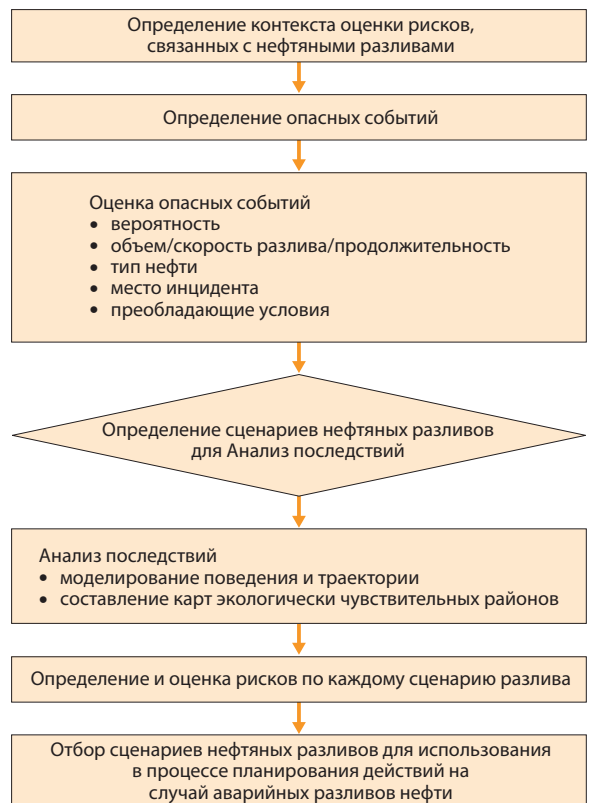 Определение контекста оценки рисков,
связанных с нефтяными разливами
Определение опасных событий
Оценка опасных событий
• вероятность
• объем/скорость разлива/продолжительность
• тип нефти
• место инцидента
• преобладающие условия
Определение сценариев нефтяных разливов
для Анализ последствий
Анализ последствий
• моделирование поведения и траектории
• составление карт экологически чувствительных районов
Определение и оценка рисков по каждому сценарию разлива
Отбор сценариев нефтяных разливов для использования
в процессе планирования действий на
случай аварийных разливов нефти